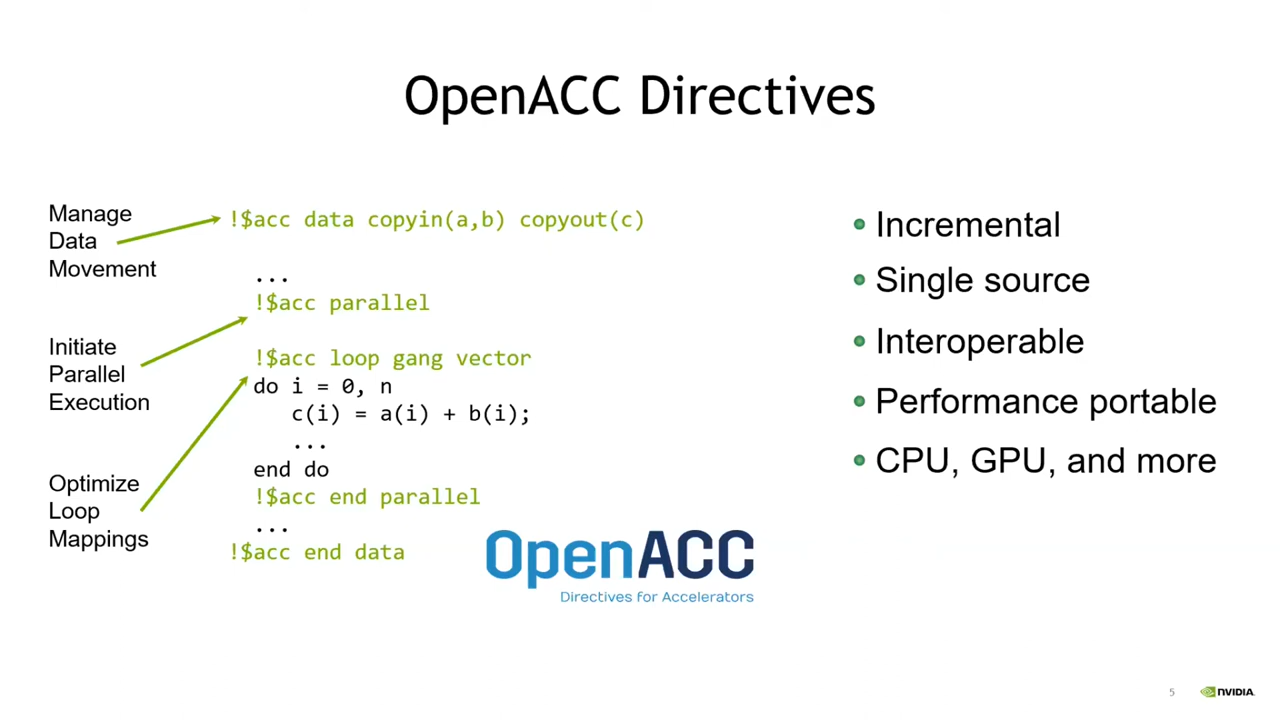 OpenACC Directives
Manage
Data
Movement
!$acc data copyin(a,b) copyout(c)
...
!$acc parallel
Initiate
Parallel
Execution
!$acc loop gang vector
do i = 0, n
c(i) = a(i) + b(i);
...
end do
!$acc end parallel
...
!$acc end data
Optimize
Loop
Mappings
Incremental
Single source
Interoperable
Performance portable
CPU, GPU, and more
OpenACC
Directives for Accelerators
5
NVIDIA.